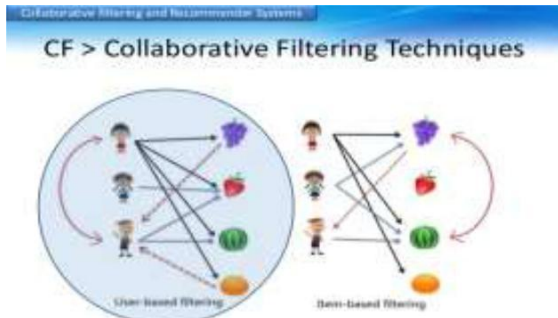 Collaborative Filtering and Recommender Systems
CF > Collaborative Filtering Techniques
User-based filtering
Item-based filtering